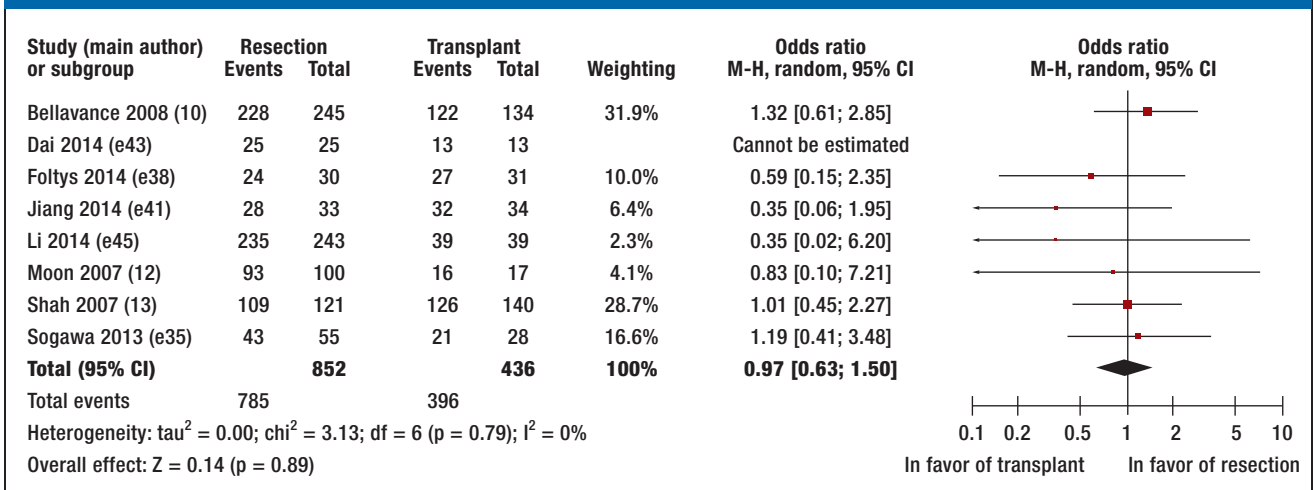 Study (main author) Resection Transplant Odds ratio Odds ratio
or subgroup Events Total Events Total Weighting M-H, random, 95% CI M-H, random, 95% CI
Bellavance 2008 (10) 228 245 122 134 31.9% 1.32 [0.61; 2.85]
Dai 2014 (e43) 25 25 13 13 Cannot be estimated
Foltys 2014 (e38) 24 30 27 31 10.0% 0.59 [0.15; 2.35]
Jiang 2014 (e41) 28 33 32 34 6.4% 0.35 [0.06; 1.95]
Li 2014 (e45) 235 243 39 39 2.3% 0.35 [0.02; 6.20]
Moon 2007 (12) 93 100 16 17 4.1% 0.83 [0.10; 7.21]
Shah 2007 (13) 109 121 126 140 28.7% 1.01 [0.45; 2.27]
Sogawa 2013 (e35) 43 55 21 28 16.6% 1.19 [0.41; 3.48]
Total (95% CI) 852 436 100% 0.97 [0.63; 1.50]
Total events 785 396
Heterogeneity: tau² = 0.00; chi² = 3.13; df = 6 (p = 0.79); I² = 0%
Overall effect: Z = 0.14 (p = 0.89)
0.1 0.2 0.5 1 2 5 10
In favor of transplant In favor of resection